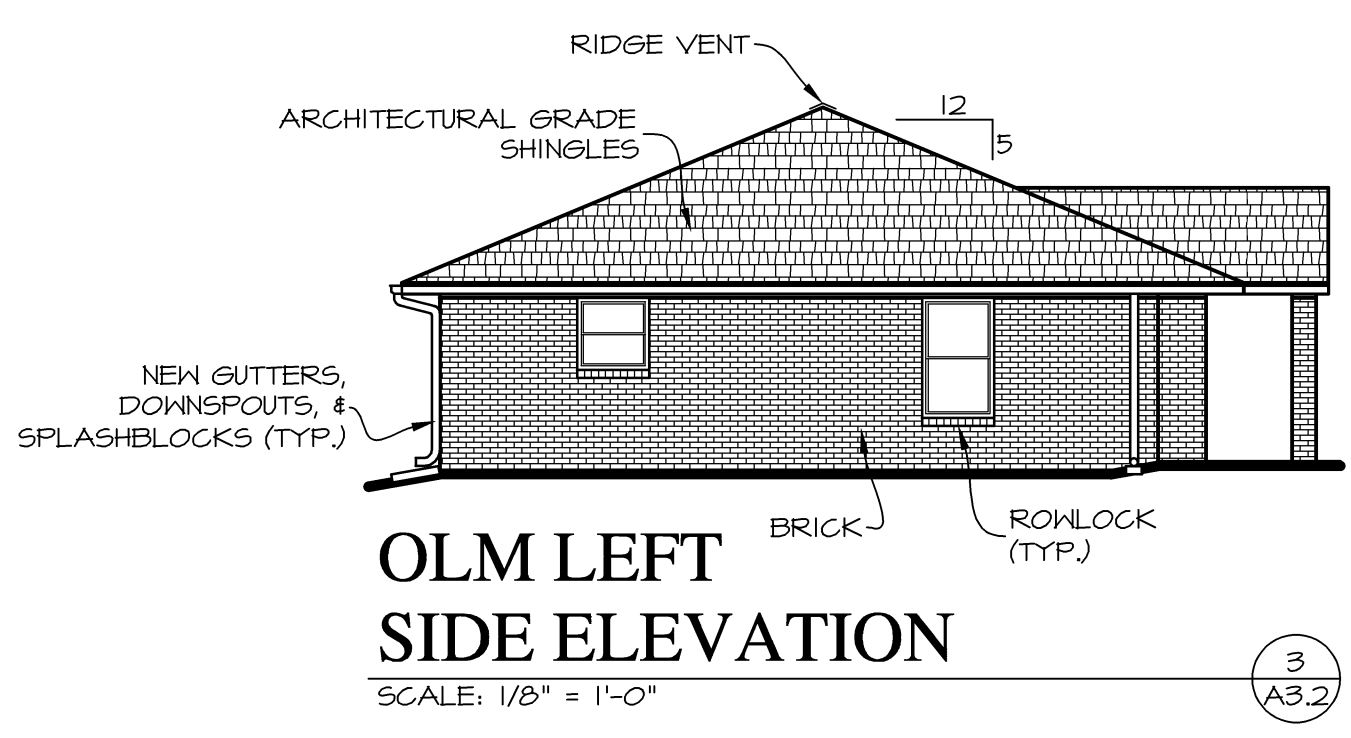 RIDGE VENT
12
5
ARCHITECTURAL GRADE
SHINGLES
NEW GUTTERS,
DOWNSPOUTS, &
SPLASHBLOCKS (TYP.)
BRICK
ROWLOCK
(TYP.)
OLM LEFT
SIDE ELEVATION
SCALE: 1/8" = 1'-0"
3
A3.2